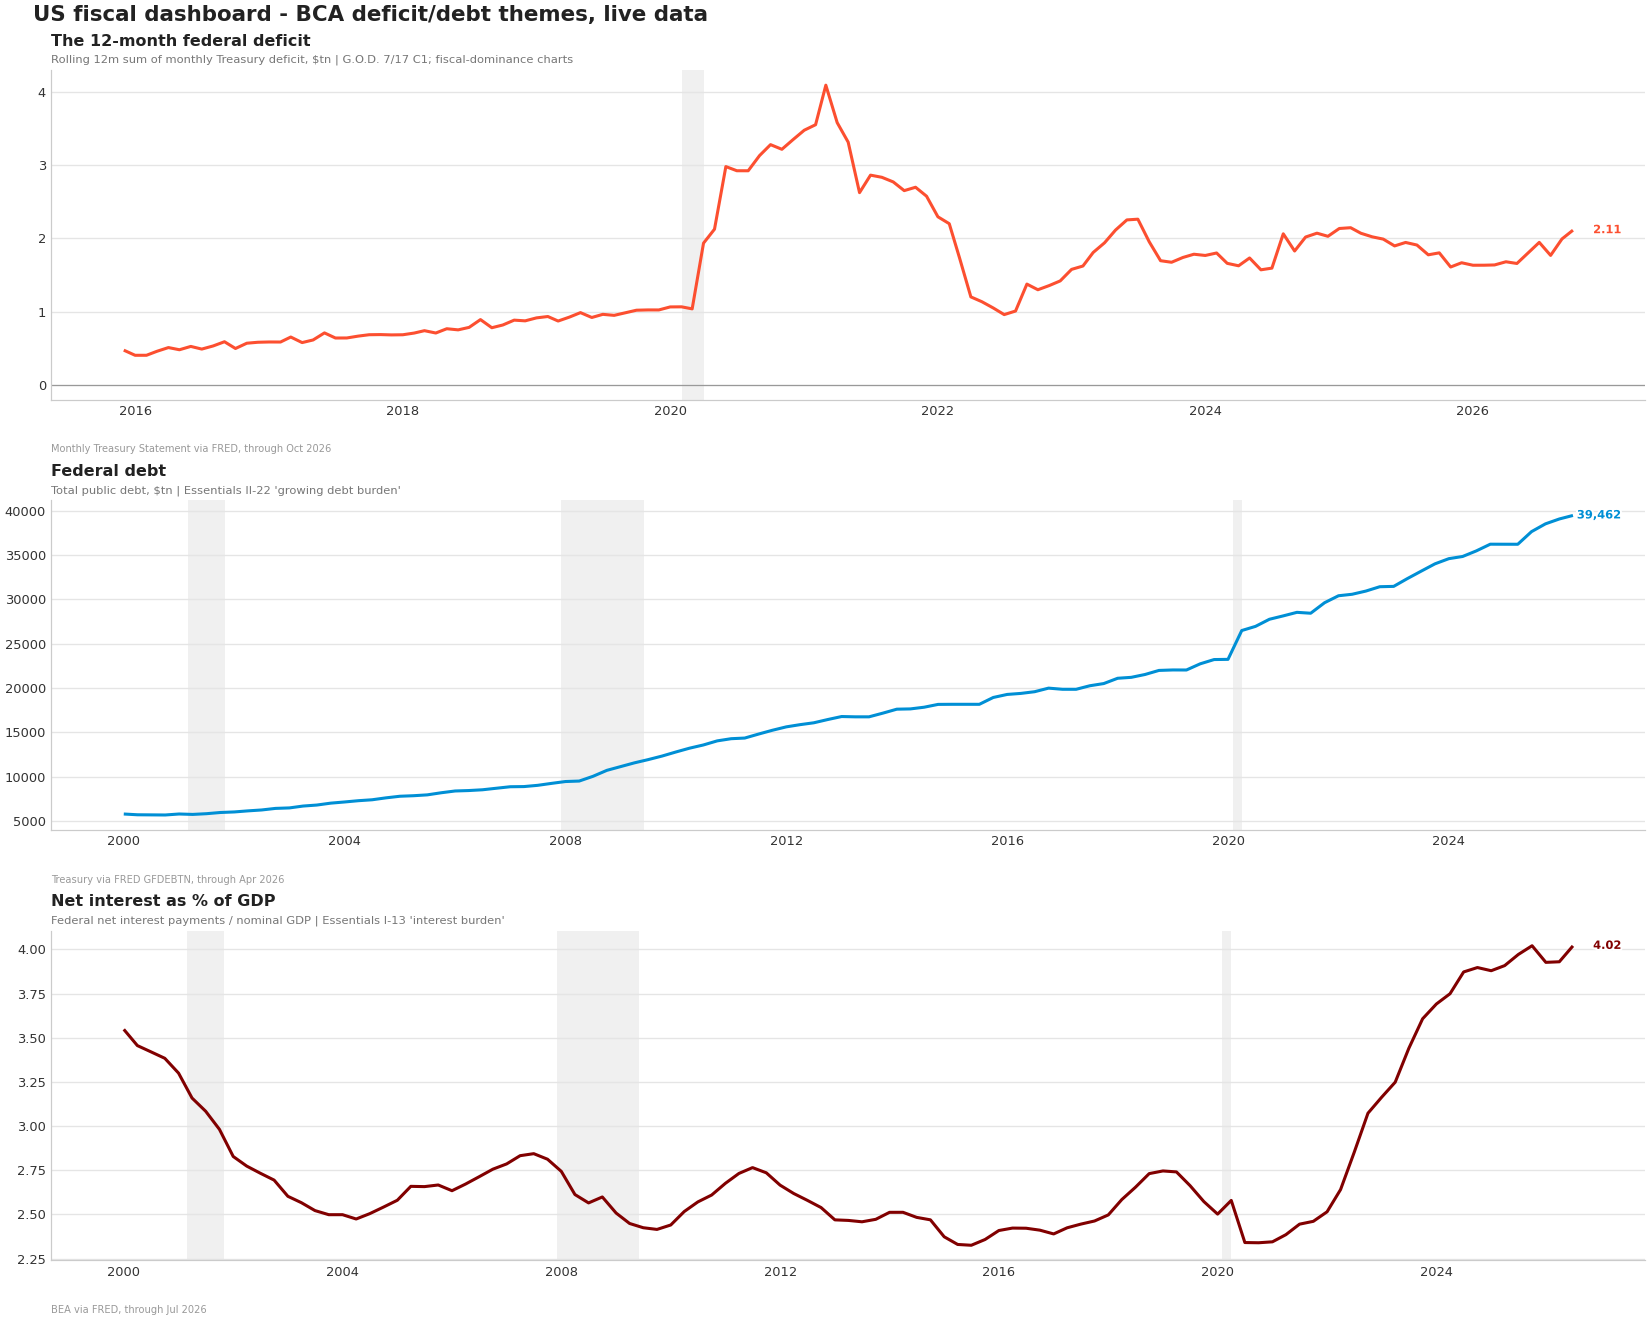 US fiscal dashboard - BCA deficit/debt themes, live data
The 12-month federal deficit
Rolling 12m sum of monthly Treasury deficit, $tn | G.O.D. 7/17 C1; fiscal-dominance charts
4
3
2
1
0
2.11
2016 2018 2020 2022 2024 2026
Monthly Treasury Statement via FRED, through Oct 2026
Federal debt
Total public debt, $tn | Essentials II-22 'growing debt burden'
40000
35000
30000
25000
20000
15000
10000
5000
39,462
2000 2004 2008 2012 2016 2020 2024
Treasury via FRED GFDEBTN, through Apr 2026
Net interest as % of GDP
Federal net interest payments / nominal GDP | Essentials I-13 'interest burden'
4.00
3.75
3.50
3.25
3.00
2.75
2.50
2.25
4.02
2000 2004 2008 2012 2016 2020 2024
BEA via FRED, through Jul 2026